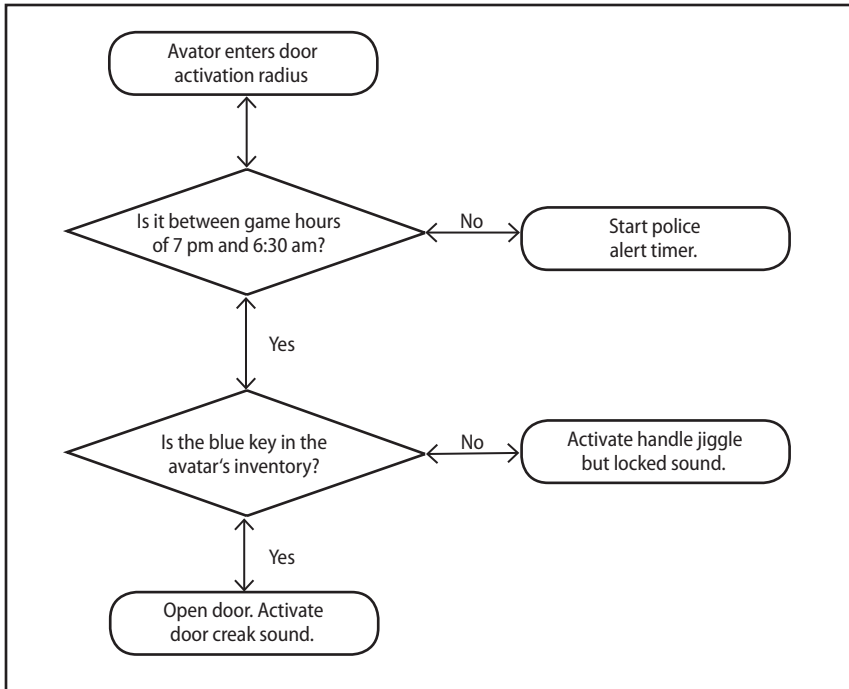 Avator enters door
activation radius
Is it between game hours
of 7 pm and 6:30 am?
No
Start police
alert timer.
Yes
Is the blue key in the
avatar's inventory?
No
Activate handle jiggle
but locked sound.
Yes
Open door. Activate
door creak sound.